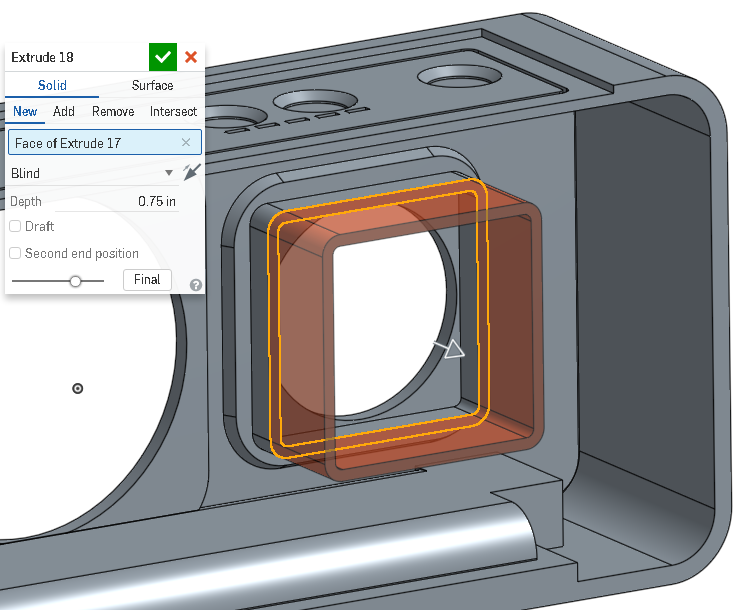 Extrude 18
Solid Surface
New Add Remove Intersect
Face of Extrude 17
Blind
Depth 0.75 in
Draft
Second end position
Final